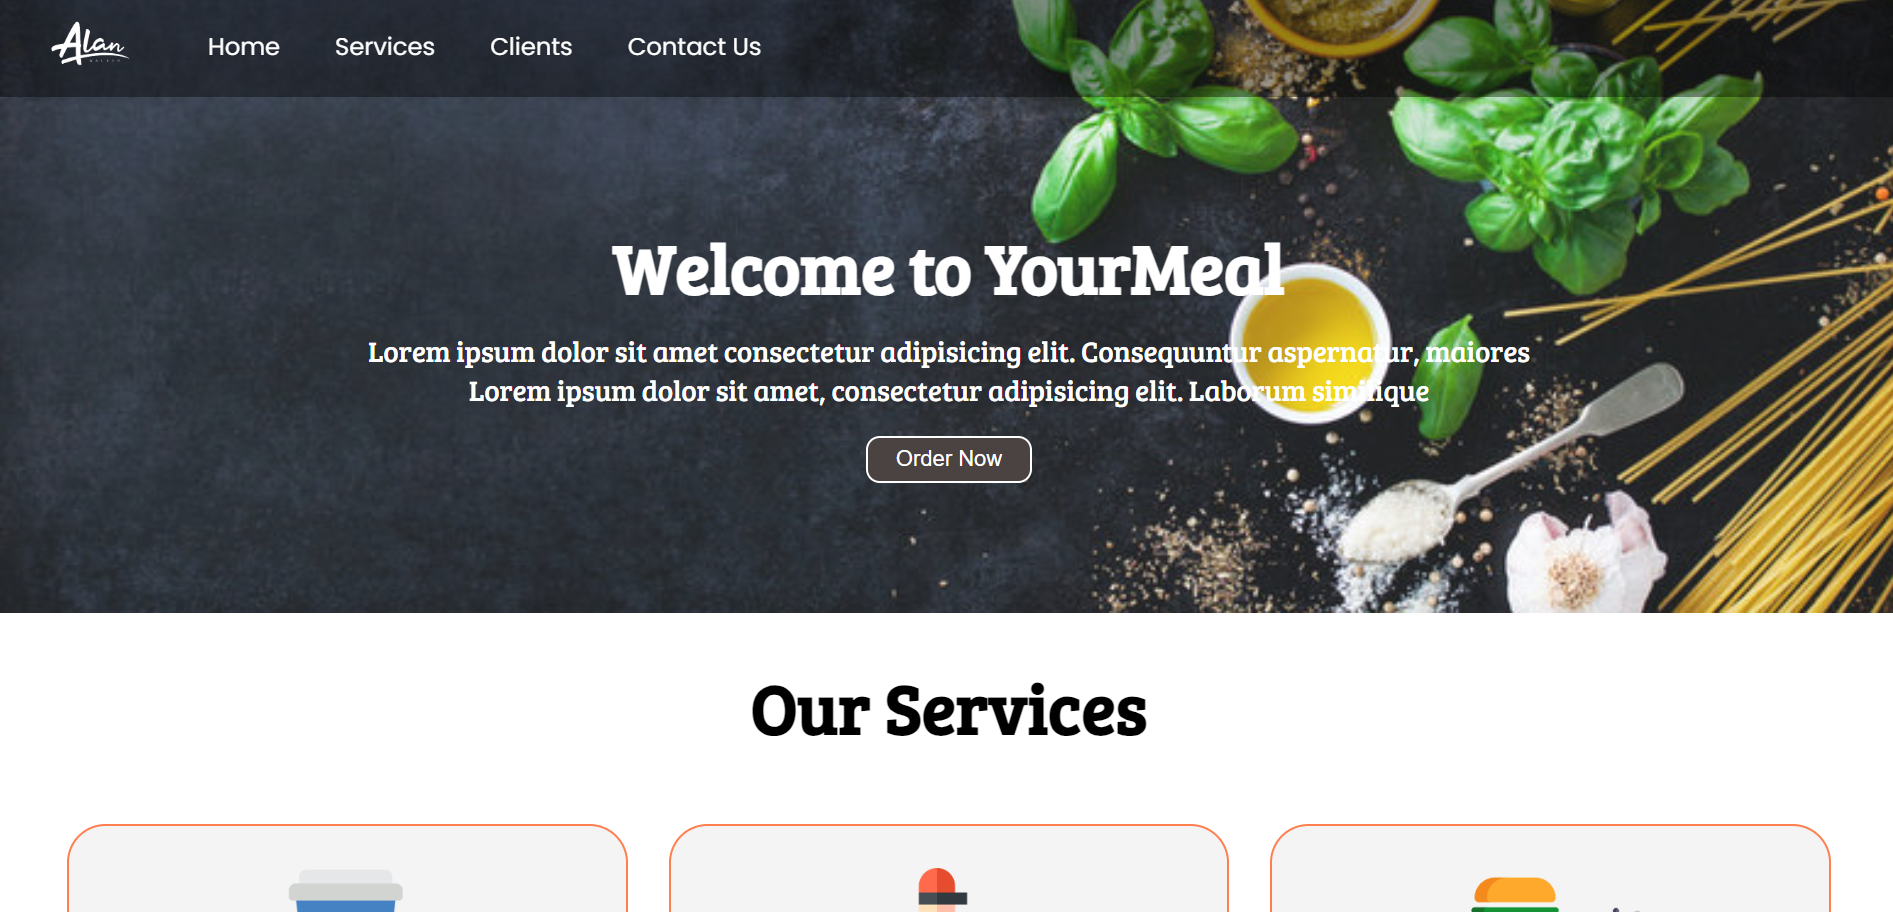 Alan
Home
Services
Clients
Contact Us
Welcome to YourMeal
Lorem ipsum dolor sit amet consectetur adipisicing elit. Consequuntur aspernatur, maiores
Lorem ipsum dolor sit amet, consectetur adipisicing elit. Laborum similique
Order Now
Our Services